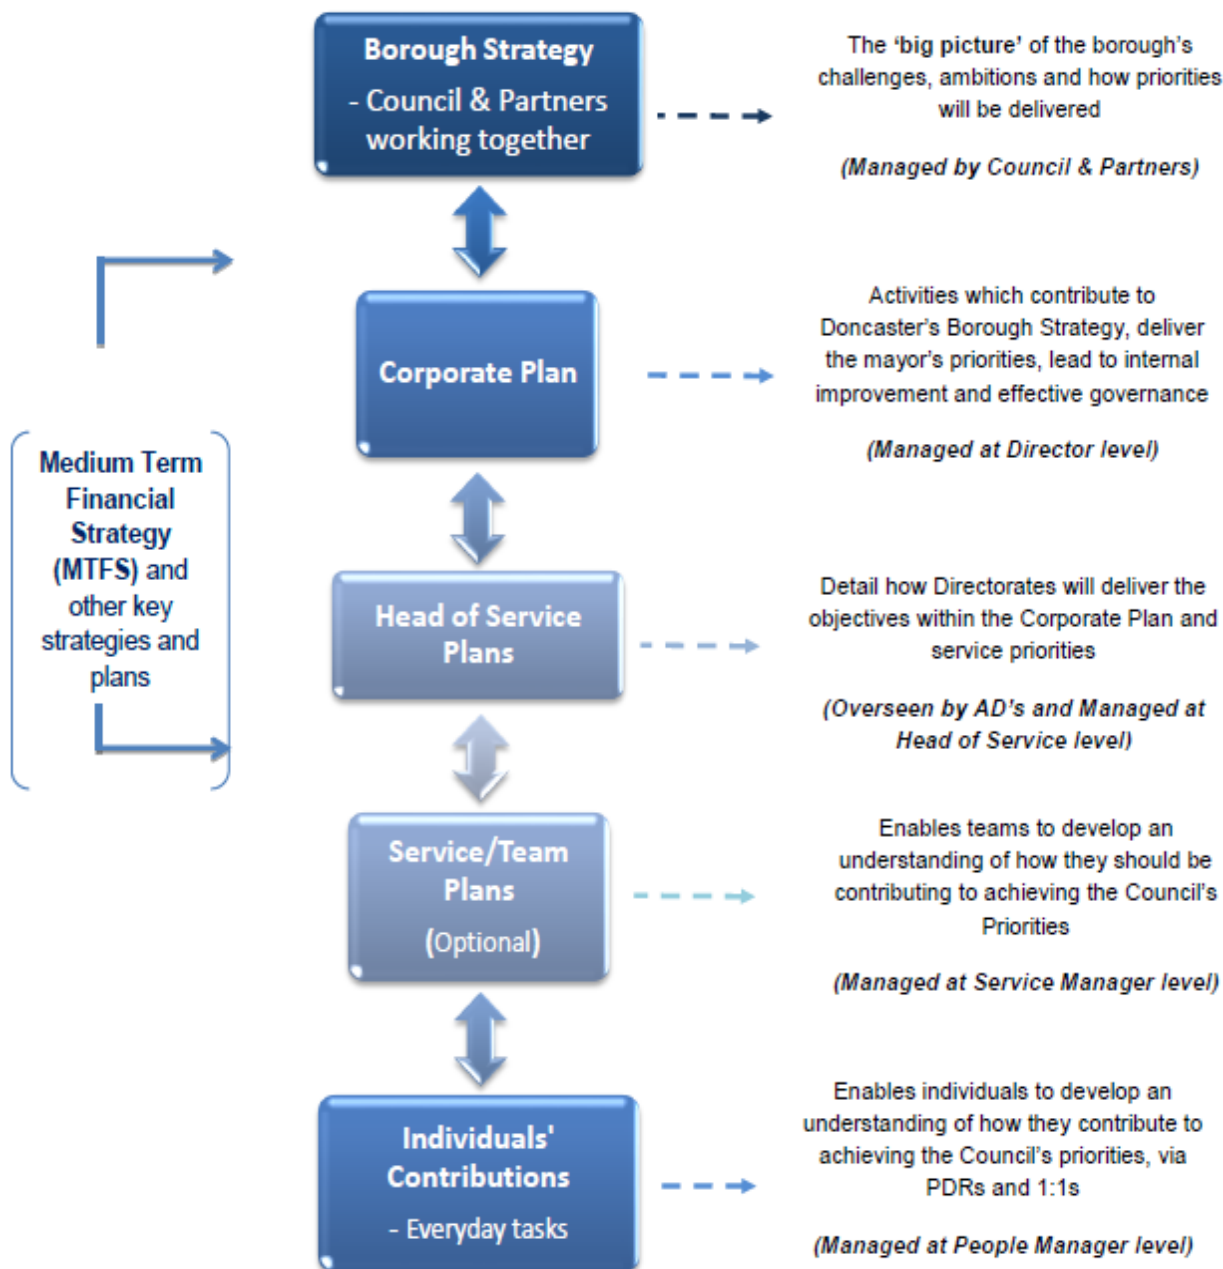 Borough Strategy
- Council & Partners
working together
The ‘big picture’ of the borough’s
challenges, ambitions and how priorities
will be delivered
(Managed by Council & Partners)
Corporate Plan
Activities which contribute to
Doncaster’s Borough Strategy, deliver
the mayor’s priorities, lead to internal
improvement and effective governance
(Managed at Director level)
Medium Term
Financial
Strategy
(MTFS) and
other key
strategies and
plans
Head of Service
Plans
Detail how Directorates will deliver the
objectives within the Corporate Plan and
service priorities
(Overseen by AD’s and Managed at
Head of Service level)
Service/Team
Plans
(Optional)
Enables teams to develop an
understanding of how they should be
contributing to achieving the Council’s
Priorities
(Managed at Service Manager level)
Individuals'
Contributions
- Everyday tasks
Enables individuals to develop an
understanding of how they contribute to
achieving the Council’s priorities, via
PDRs and 1:1s
(Managed at People Manager level)